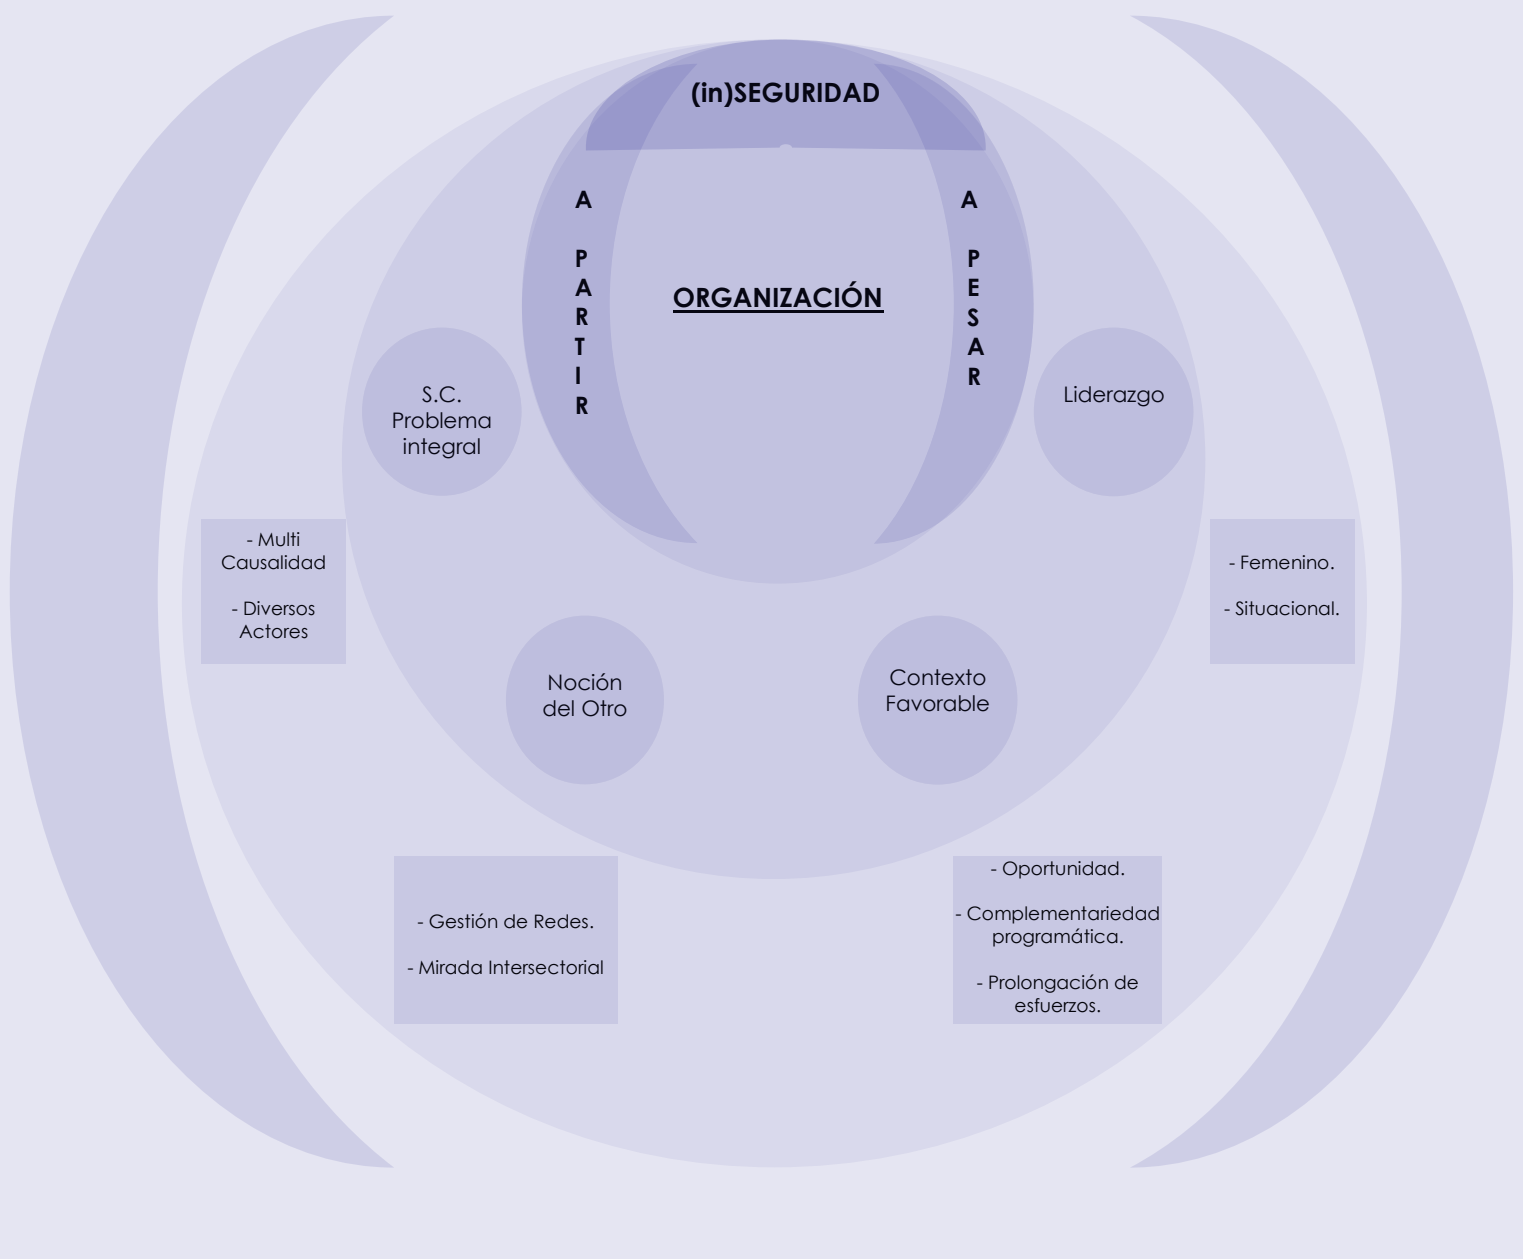 (in)SEGURIDAD
A
P
A
R
T
I
R
A
P
E
S
A
R
ORGANIZACIÓN
S.C.
Problema
integral
Liderazgo
- Multi
Causalidad
- Diversos
Actores
- Femenino.
- Situacional.
Noción
del Otro
Contexto
Favorable
- Gestión de Redes.
- Mirada Intersectorial
- Oportunidad.
- Complementariedad
programática.
- Prolongación de
esfuerzos.